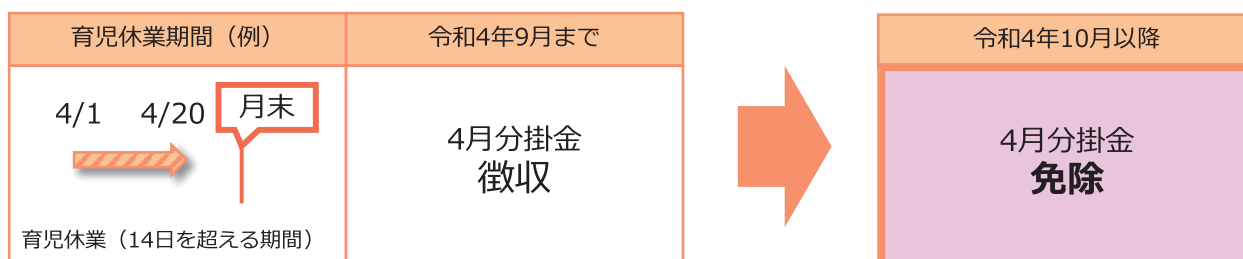 育児休業期間（例）
令和4年9月まで
令和4年10月以降
4/1 4/20 月末
4月分掛金
徴収
4月分掛金
免除
育児休業（14日を超える期間）